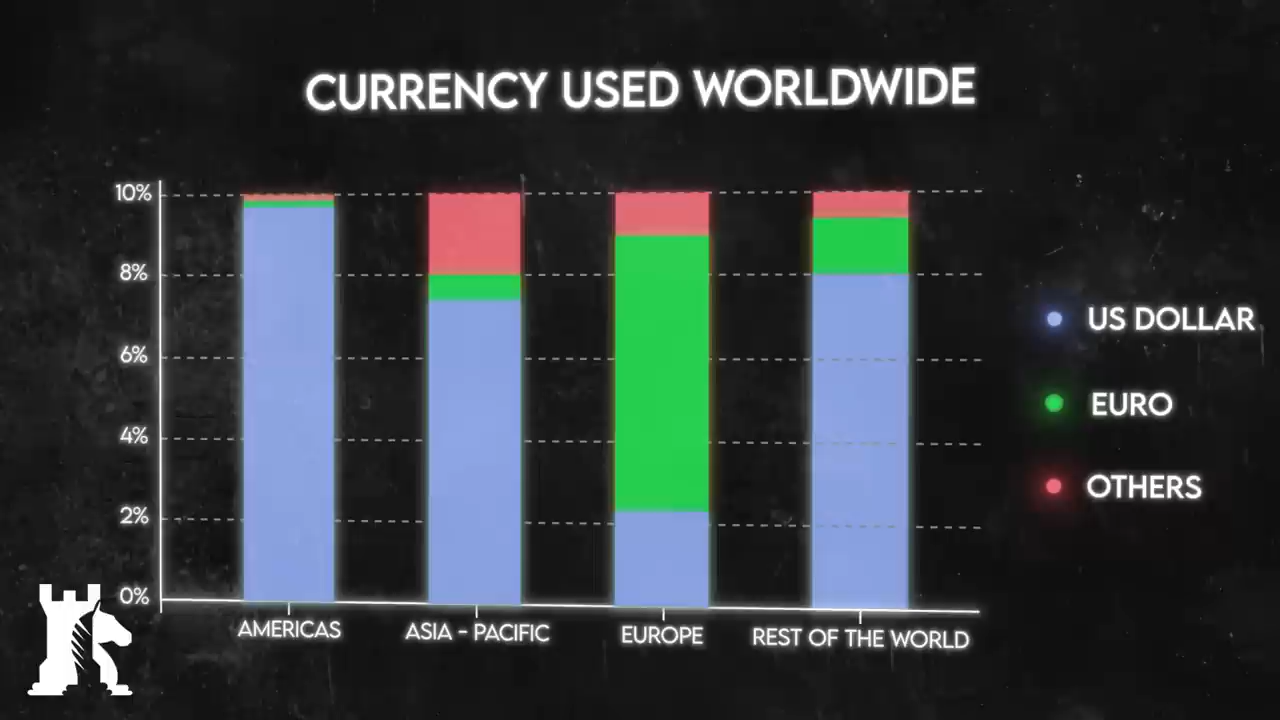 CURRENCY USED WORLDWIDE
10%
8%
6%
4%
2%
0%
AMERICAS
ASIA - PACIFIC
EUROPE
REST OF THE WORLD
US DOLLAR
EURO
OTHERS